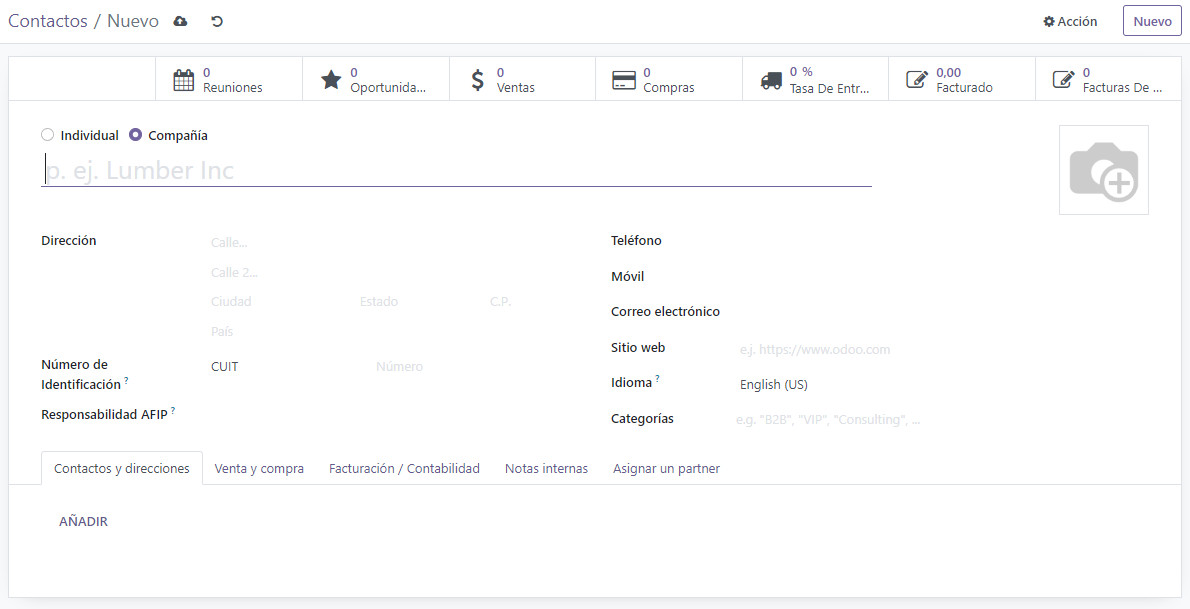 Contactos / Nuevo
Acción
Nuevo
0
Reuniones
0
Oportunida...
0
Ventas
0
Compras
0 %
Tasa De Entr...
0,00
Facturado
0
Facturas De ...
Individual
Compañía
p. ej. Lumber Inc
Dirección
Calle...
Calle 2...
Ciudad
Estado
C.P.
País
Número de
Identificación ?
CUIT
Número
Responsabilidad AFIP ?
Teléfono
Móvil
Correo electrónico
Sitio web
e.j. https://www.odoo.com
Idioma ?
English (US)
Categorías
e.g. "B2B", "VIP", "Consulting", ...
Contactos y direcciones
Venta y compra
Facturación / Contabilidad
Notas internas
Asignar un partner
AÑADIR